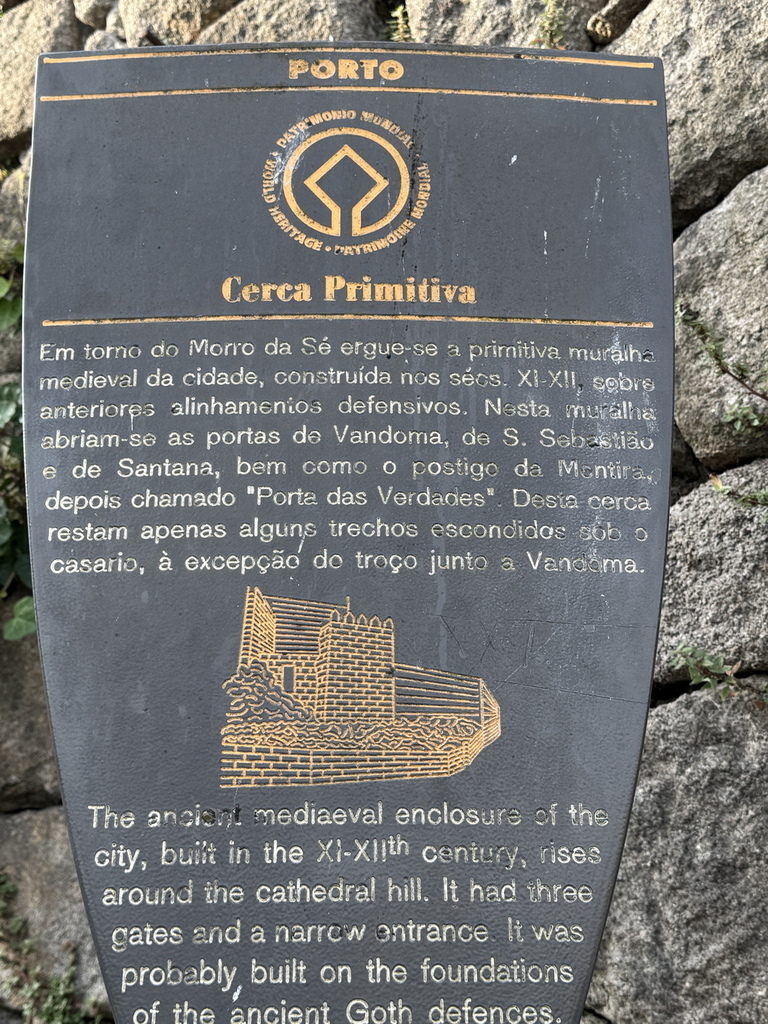 PORTO
PATRIMONIO MUNDIAL • WORLD HERITAGE • PATRIMOINE MONDIAL
Cerca Primitiva
Em torno do Morro da Sé ergue-se a primitiva muralha
medieval da cidade, construída nos sécs. XI-XII, sobre
anteriores alinhamentos defensivos. Nesta muralha
abriam-se as portas de Vandoma, de S. Sebastião
e de Santana, bem como o postigo da Mentira,
depois chamado "Porta das Verdades". Desta cerca
restam apenas alguns trechos escondidos sob o
casario, à excepção do troço junto a Vandoma.
The ancient mediaeval enclosure of the
city, built in the XI-XIIth century, rises
around the cathedral hill. It had three
gates and a narrow entrance. It was
probably built on the foundations
of the ancient Goth defences.